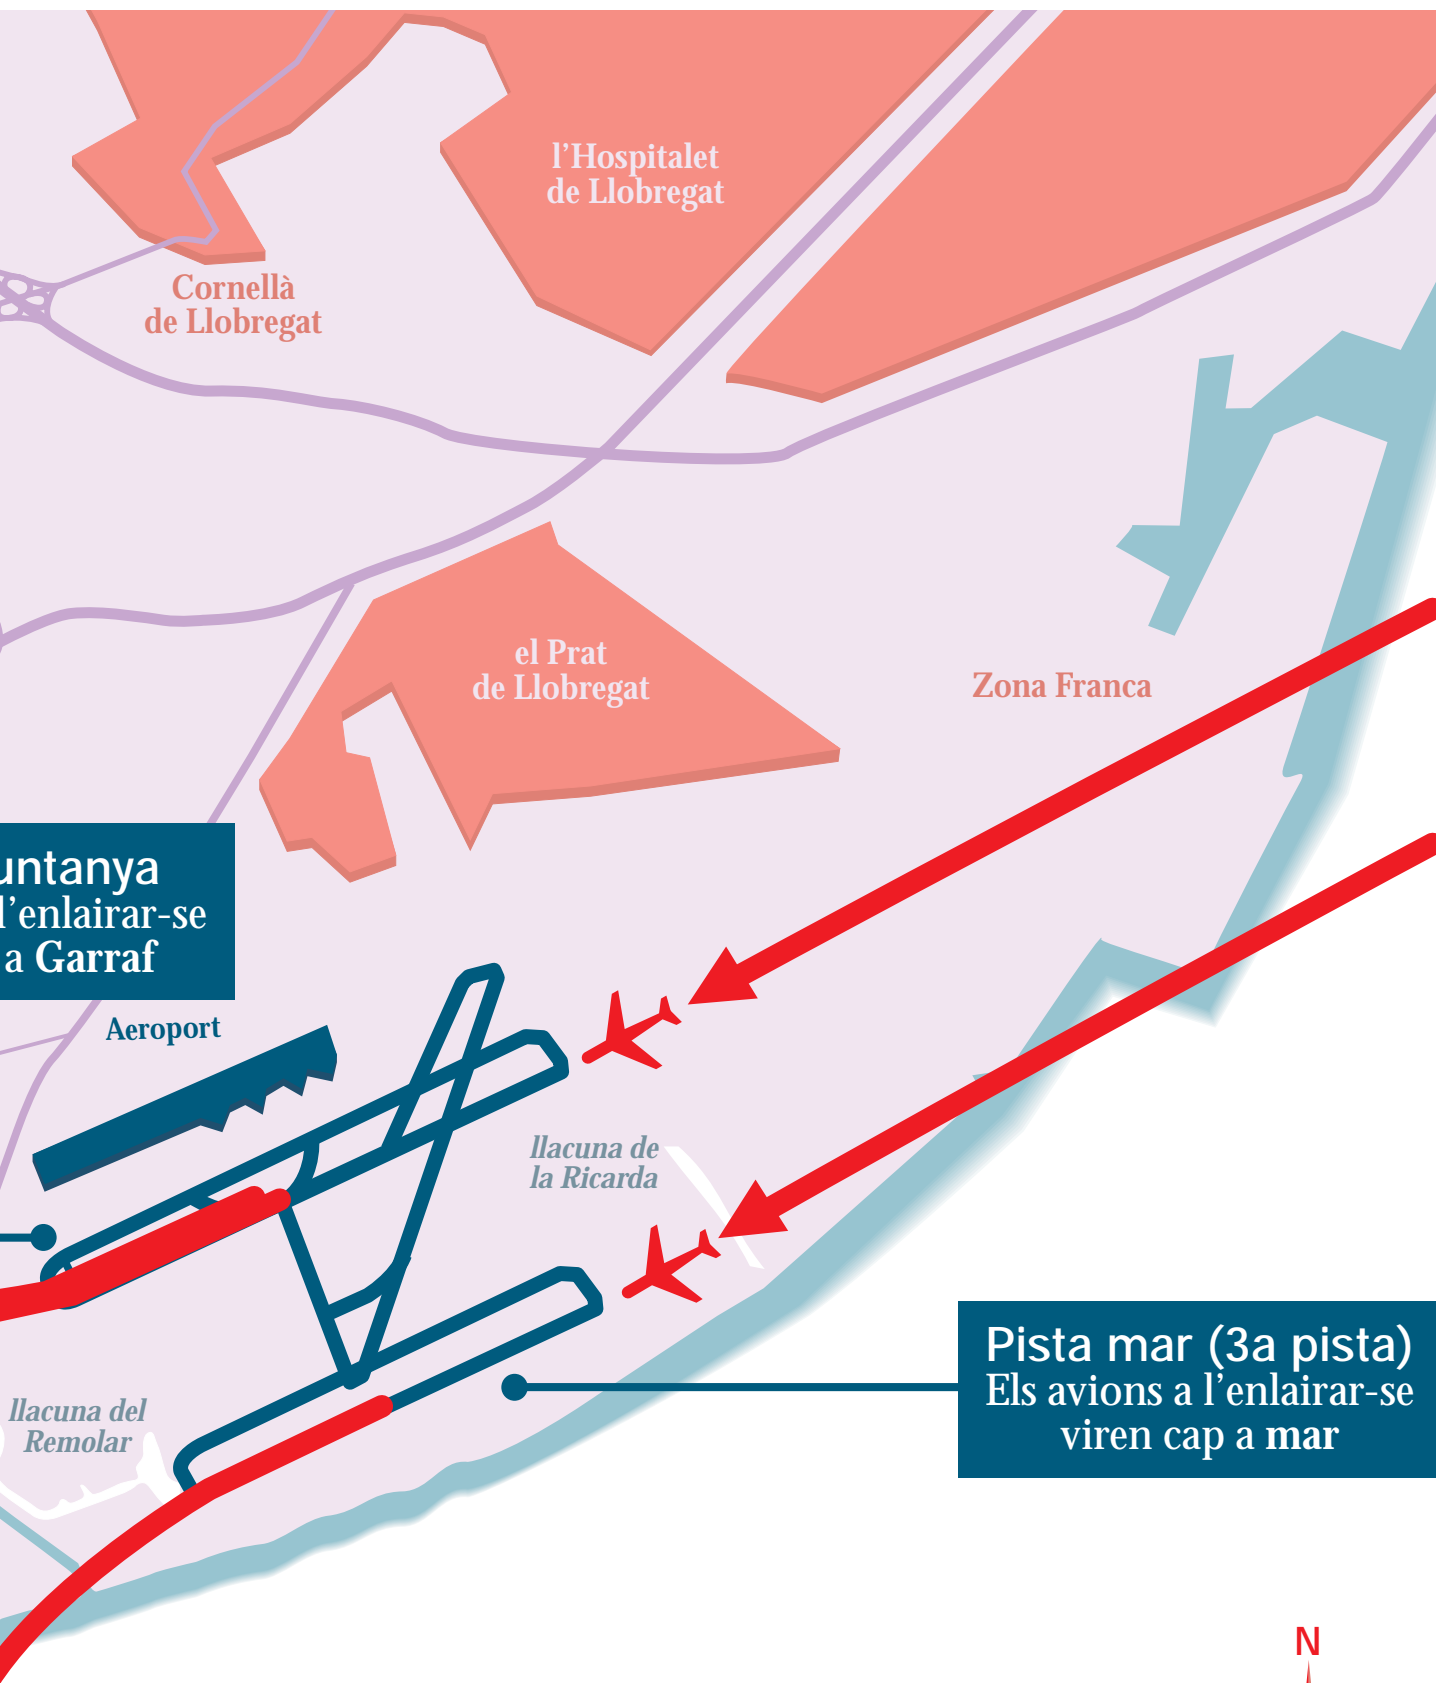 l'Hospitalet
de Llobregat
Cornellà
de Llobregat
el Prat
de Llobregat
Zona Franca
untanya
l'enlairar-se
a Garraf
Aeroport
llacuna de
la Ricarda
Pista mar (3a pista)
Els avions a l'enlairar-se
viren cap a mar
llacuna del
Remolar
N